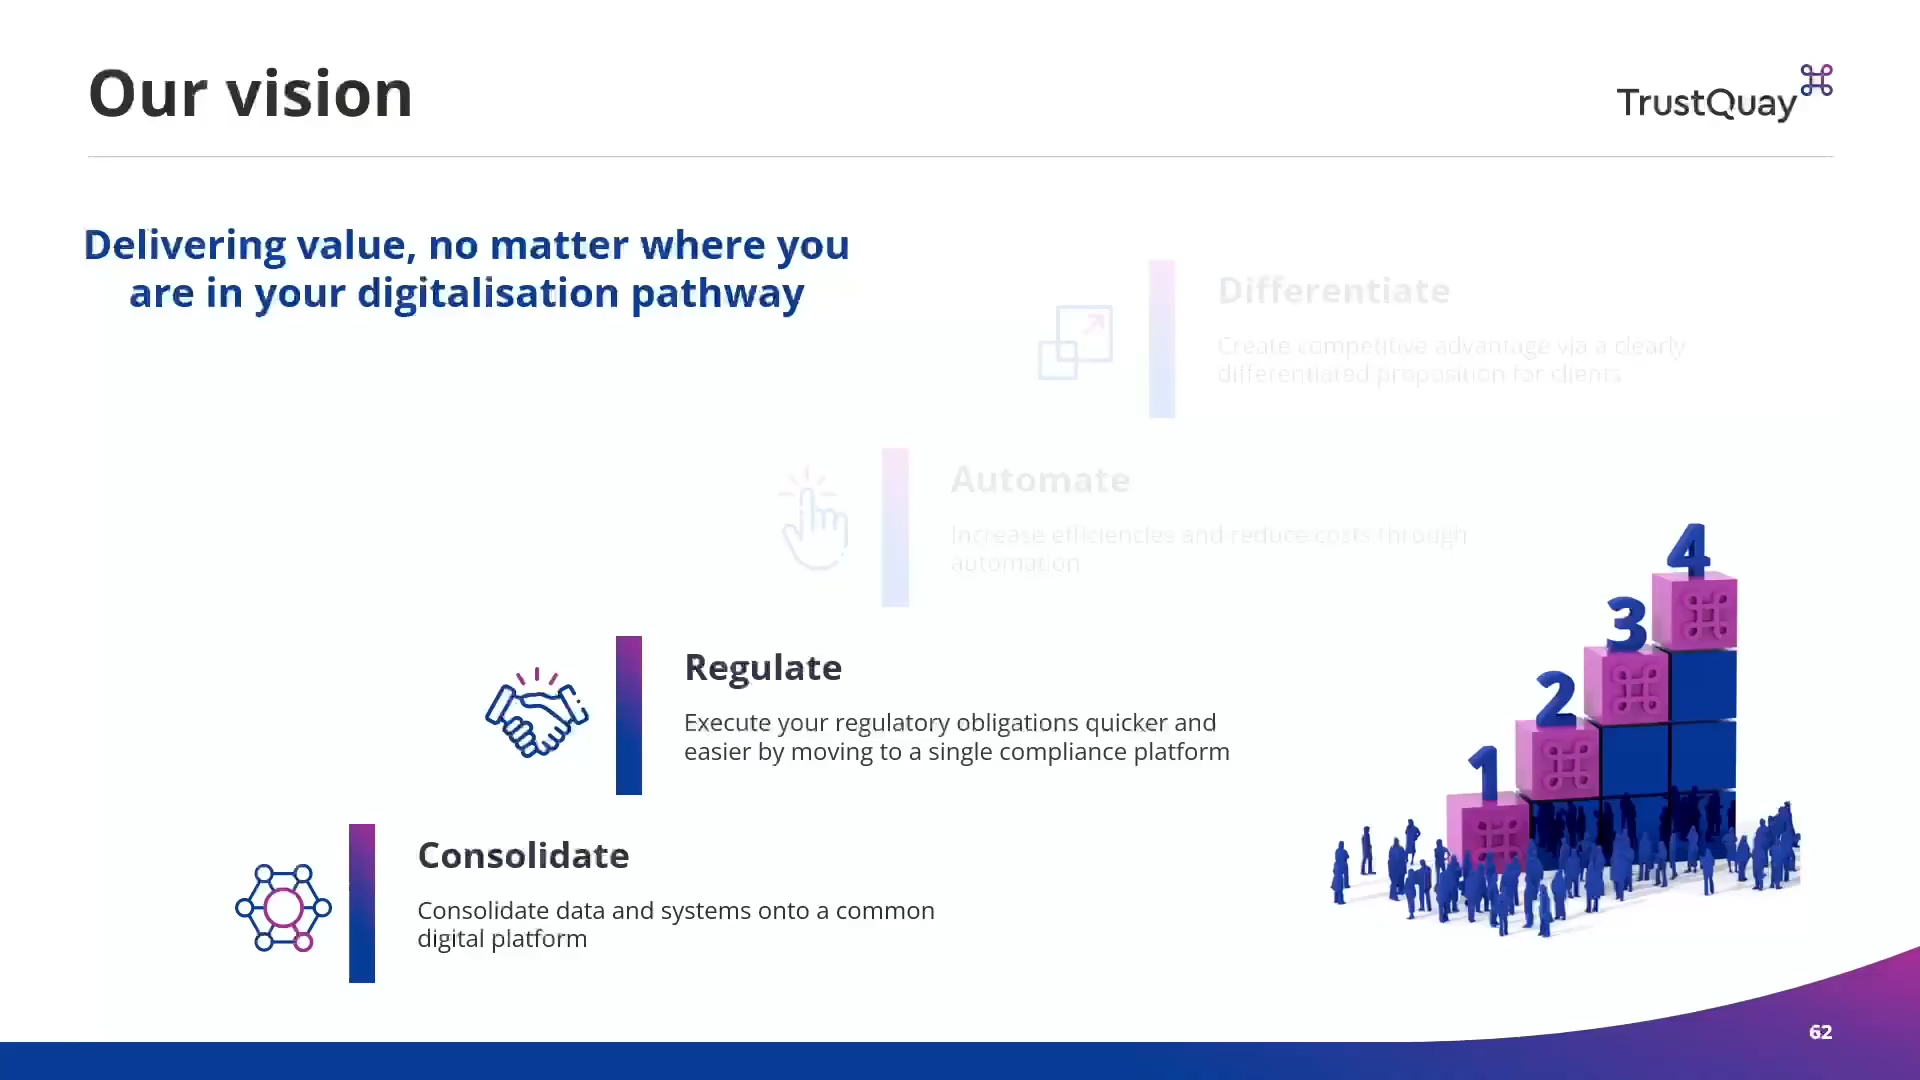 Our vision
TrustQuay
Delivering value, no matter where you
are in your digitalisation pathway
Differentiate
Create competitive advantage via a clearly
differentiated proposition for clients
Automate
Increase efficiencies and reduce costs through
automation
Regulate
Execute your regulatory obligations quicker and
easier by moving to a single compliance platform
Consolidate
Consolidate data and systems onto a common
digital platform
4
3
2
1
62